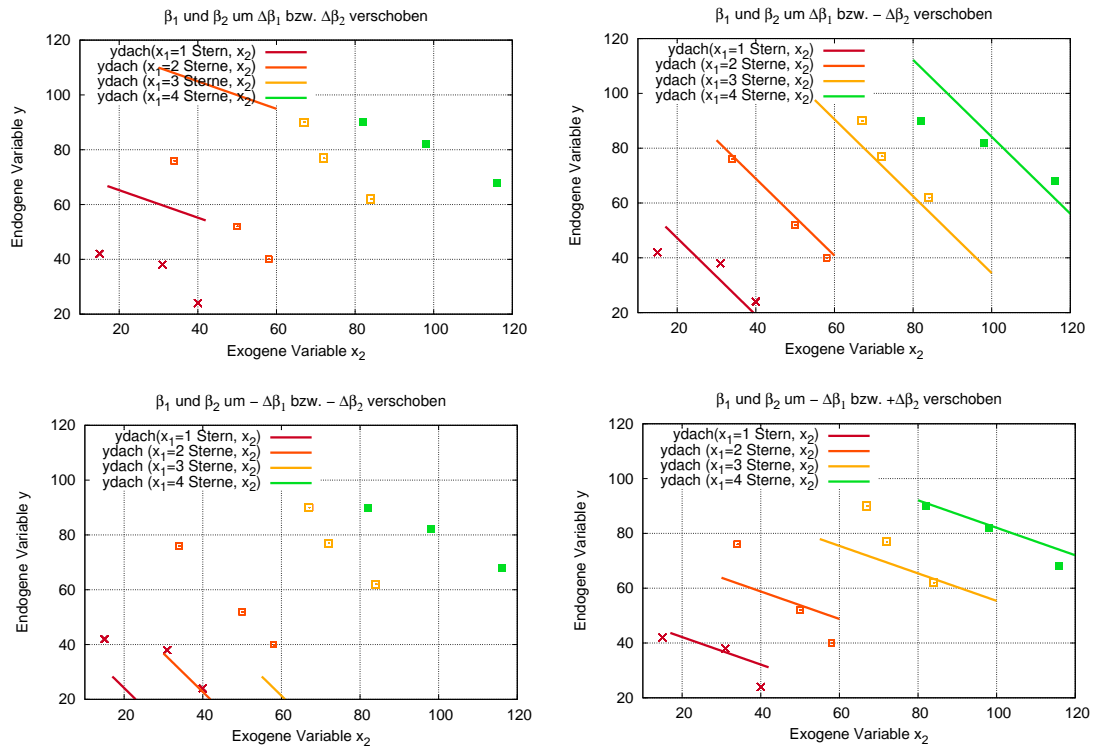 β₁ und β₂ um Δβ₁ bzw. Δβ₂ verschoben
120
100
80
60
40
20
20
40
60
80
100
120
Endogene Variable y
Exogene Variable x₂
ydach(x₁=1 Stern, x₂)
ydach (x₁=2 Sterne, x₂)
ydach (x₁=3 Sterne, x₂)
ydach (x₁=4 Sterne, x₂)
β₁ und β₂ um Δβ₁ bzw. − Δβ₂ verschoben
120
100
80
60
40
20
20
40
60
80
100
120
Endogene Variable y
Exogene Variable x₂
ydach(x₁=1 Stern, x₂)
ydach (x₁=2 Sterne, x₂)
ydach (x₁=3 Sterne, x₂)
ydach (x₁=4 Sterne, x₂)
β₁ und β₂ um − Δβ₁ bzw. − Δβ₂ verschoben
120
100
80
60
40
20
20
40
60
80
100
120
Endogene Variable y
Exogene Variable x₂
ydach(x₁=1 Stern, x₂)
ydach (x₁=2 Sterne, x₂)
ydach (x₁=3 Sterne, x₂)
ydach (x₁=4 Sterne, x₂)
β₁ und β₂ um − Δβ₁ bzw. +Δβ₂ verschoben
120
100
80
60
40
20
20
40
60
80
100
120
Endogene Variable y
Exogene Variable x₂
ydach(x₁=1 Stern, x₂)
ydach (x₁=2 Sterne, x₂)
ydach (x₁=3 Sterne, x₂)
ydach (x₁=4 Sterne, x₂)